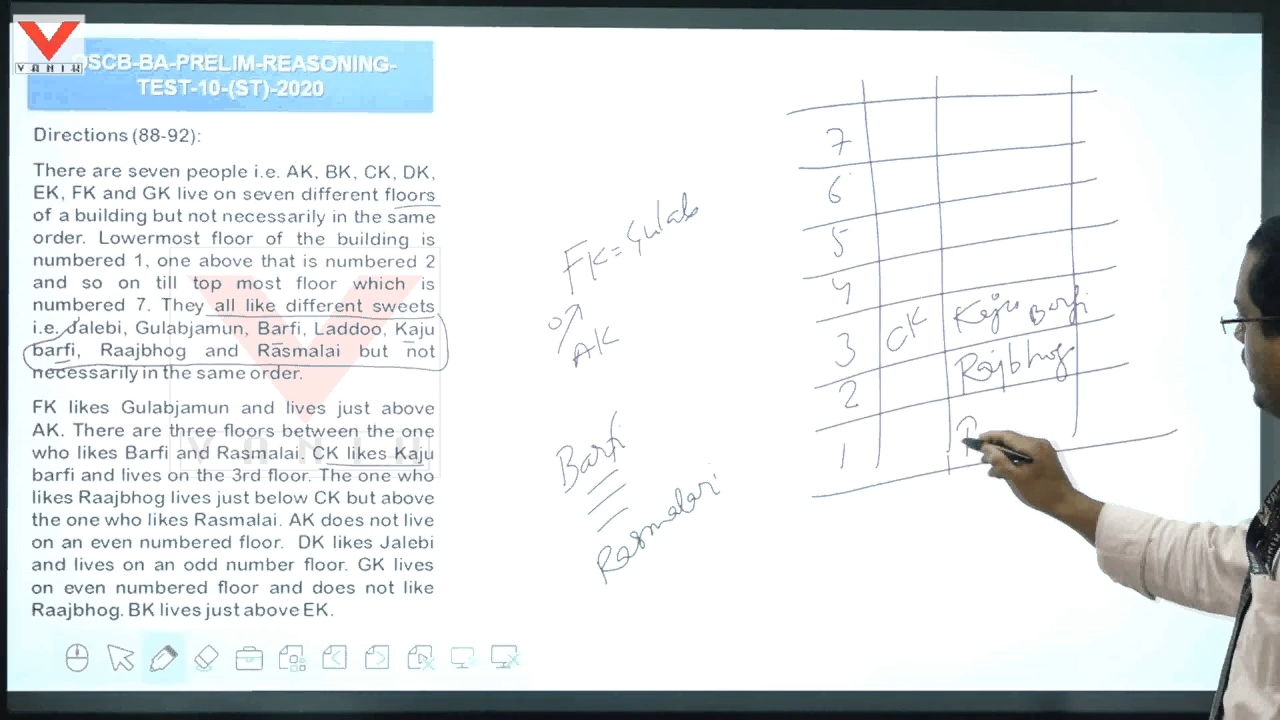 VANIK
OSCB-BA-PRELIM-REASONING-
TEST-10-(ST)-2020
Directions (88-92):
There are seven people i.e. AK, BK, CK, DK,
EK, FK and GK live on seven different floors
of a building but not necessarily in the same
order. Lowermost floor of the building is
numbered 1, one above that is numbered 2
and so on till top most floor which is
numbered 7. They all like different sweets
i.e. Jalebi, Gulabjamun, Barfi, Laddoo, Kaju
barfi, Raajbhog and Rasmalai but not
necessarily in the same order.
FK likes Gulabjamun and lives just above
AK. There are three floors between the one
who likes Barfi and Rasmalai. CK likes Kaju
barfi and lives on the 3rd floor. The one who
likes Raajbhog lives just below CK but above
the one who likes Rasmalai. AK does not live
on an even numbered floor. DK likes Jalebi
and lives on an odd number floor. GK lives
on even numbered floor and does not like
Raajbhog. BK lives just above EK.
VANIK
FK = Gulab
O AK
Barfi
Rasmalari
7
6
5
4
3 CK Kaju Barfi
2 Rajbhog
1 R